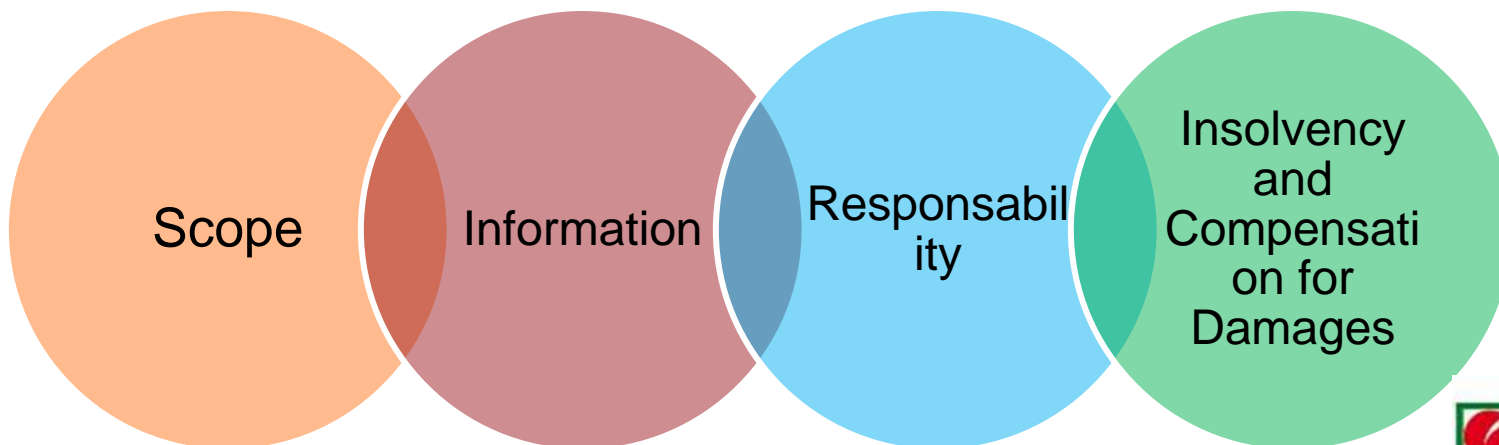 Scope
Information
Responsabil
ity
Insolvency
and
Compensati
on for
Damages